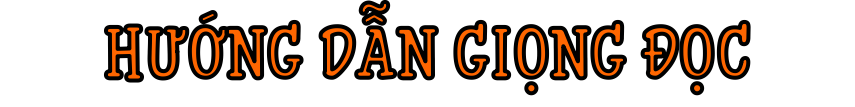 HƯỚNG DẪN GIỌNG ĐỌC